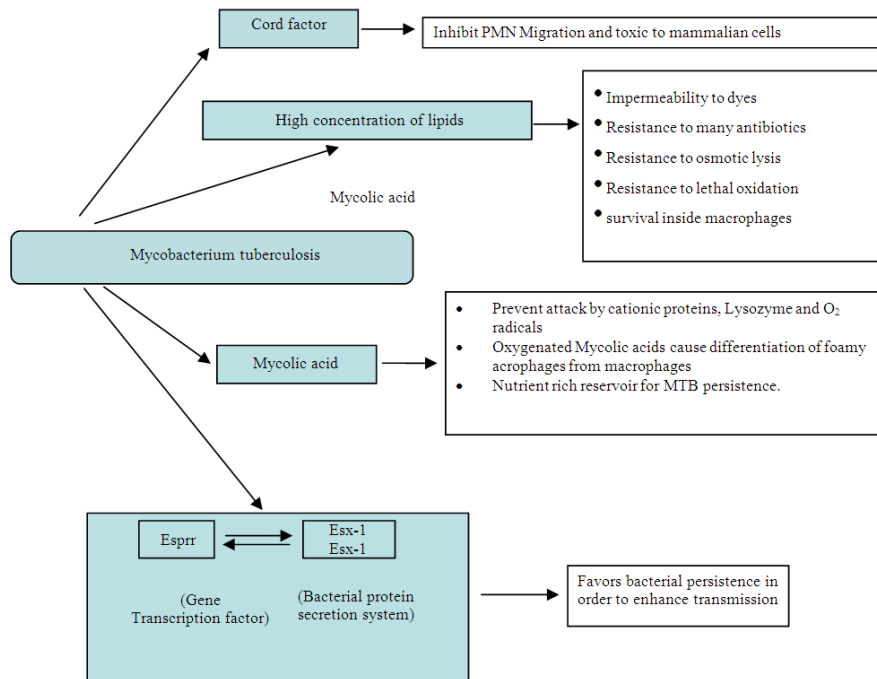 Cord factor
Inhibit PMN Migration and toxic to mammalian cells
High concentration of lipids
• Impermeability to dyes
• Resistance to many antibiotics
• Resistance to osmotic lysis
• Resistance to lethal oxidation
• survival inside macrophages
Mycolic acid
Mycobacterium tuberculosis
• Prevent attack by cationic proteins, Lysozyme and O₂
radicals
• Oxygenated Mycolic acids cause differentiation of foamy
acrophages from macrophages
• Nutrient rich reservoir for MTB persistence.
Mycolic acid
Esprr
Esx-1
Esx-1
(Gene
Transcription factor)
(Bacterial protein
secretion system)
Favors bacterial persistence in
order to enhance transmission